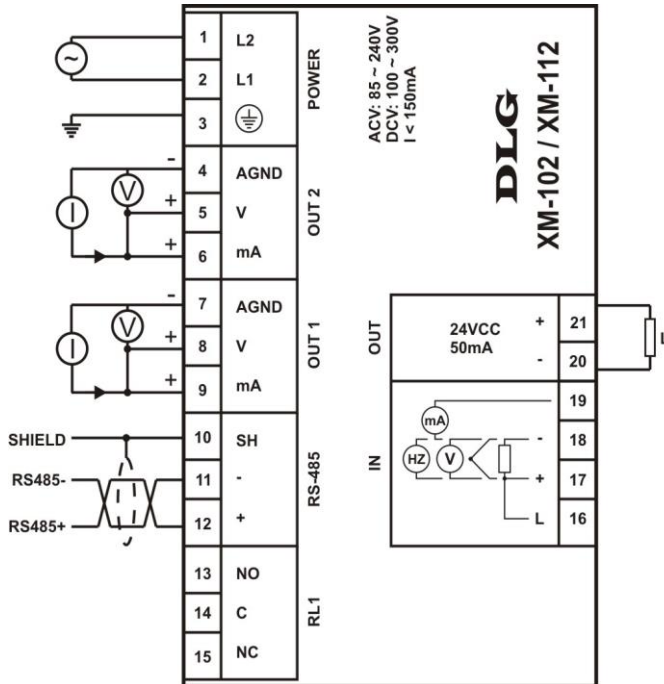 1 L2
2 L1
3
POWER
4 AGND
5 V
6 mA
OUT 2
- V + I +
7 AGND
8 V
9 mA
OUT 1
- V + I +
SHIELD 10 SH
RS485- 11 -
RS485+ 12 +
RS-485
13 NO
14 C
15 NC
RL1
ACV: 85 ~ 240V
DCV: 100 ~ 300V
I < 150mA
DLG
XM-102 / XM-112
OUT
24VCC
50mA
+ 21
- 20
L
IN
19
mA
- 18
HZ V
+ 17
L 16